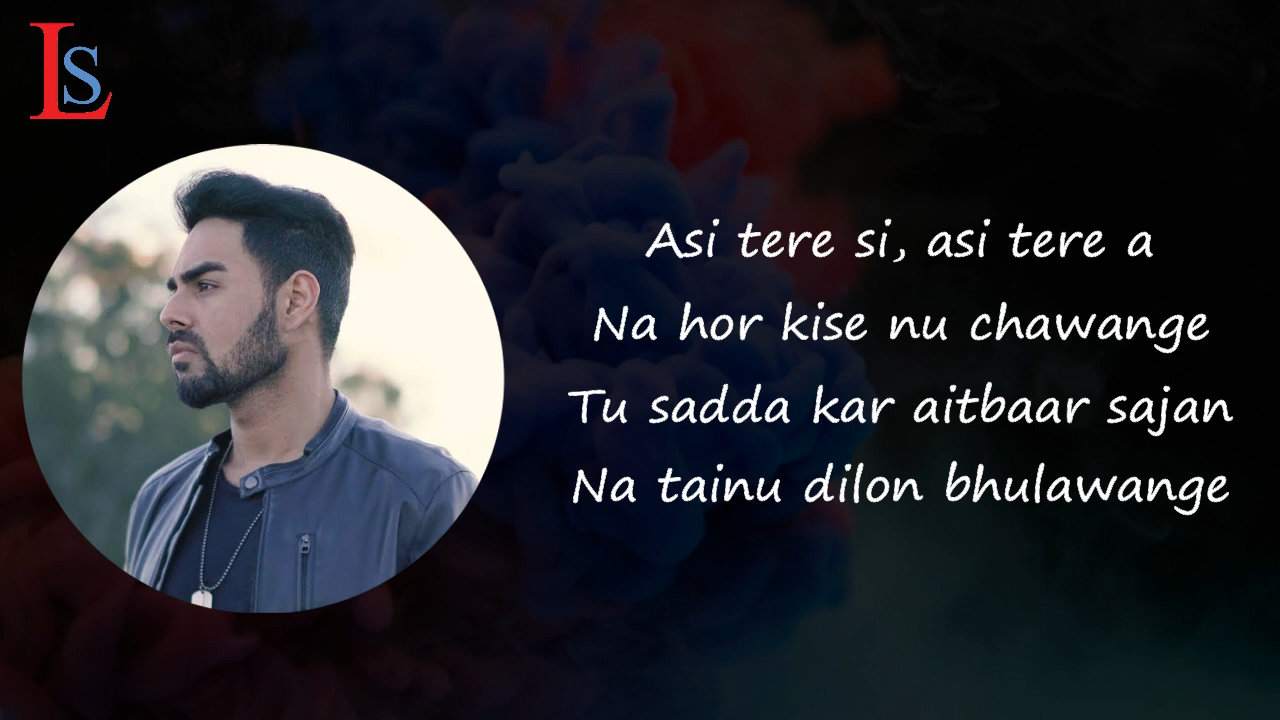 LS
Asi tere si, asi tere a
Na hor kise nu chawange
Tu sadda kar aitbaar sajan
Na tainu dilon bhulawange